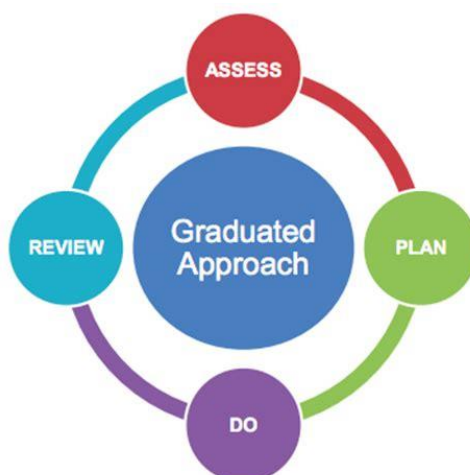 ASSESS
Graduated
Approach
REVIEW
PLAN
DO